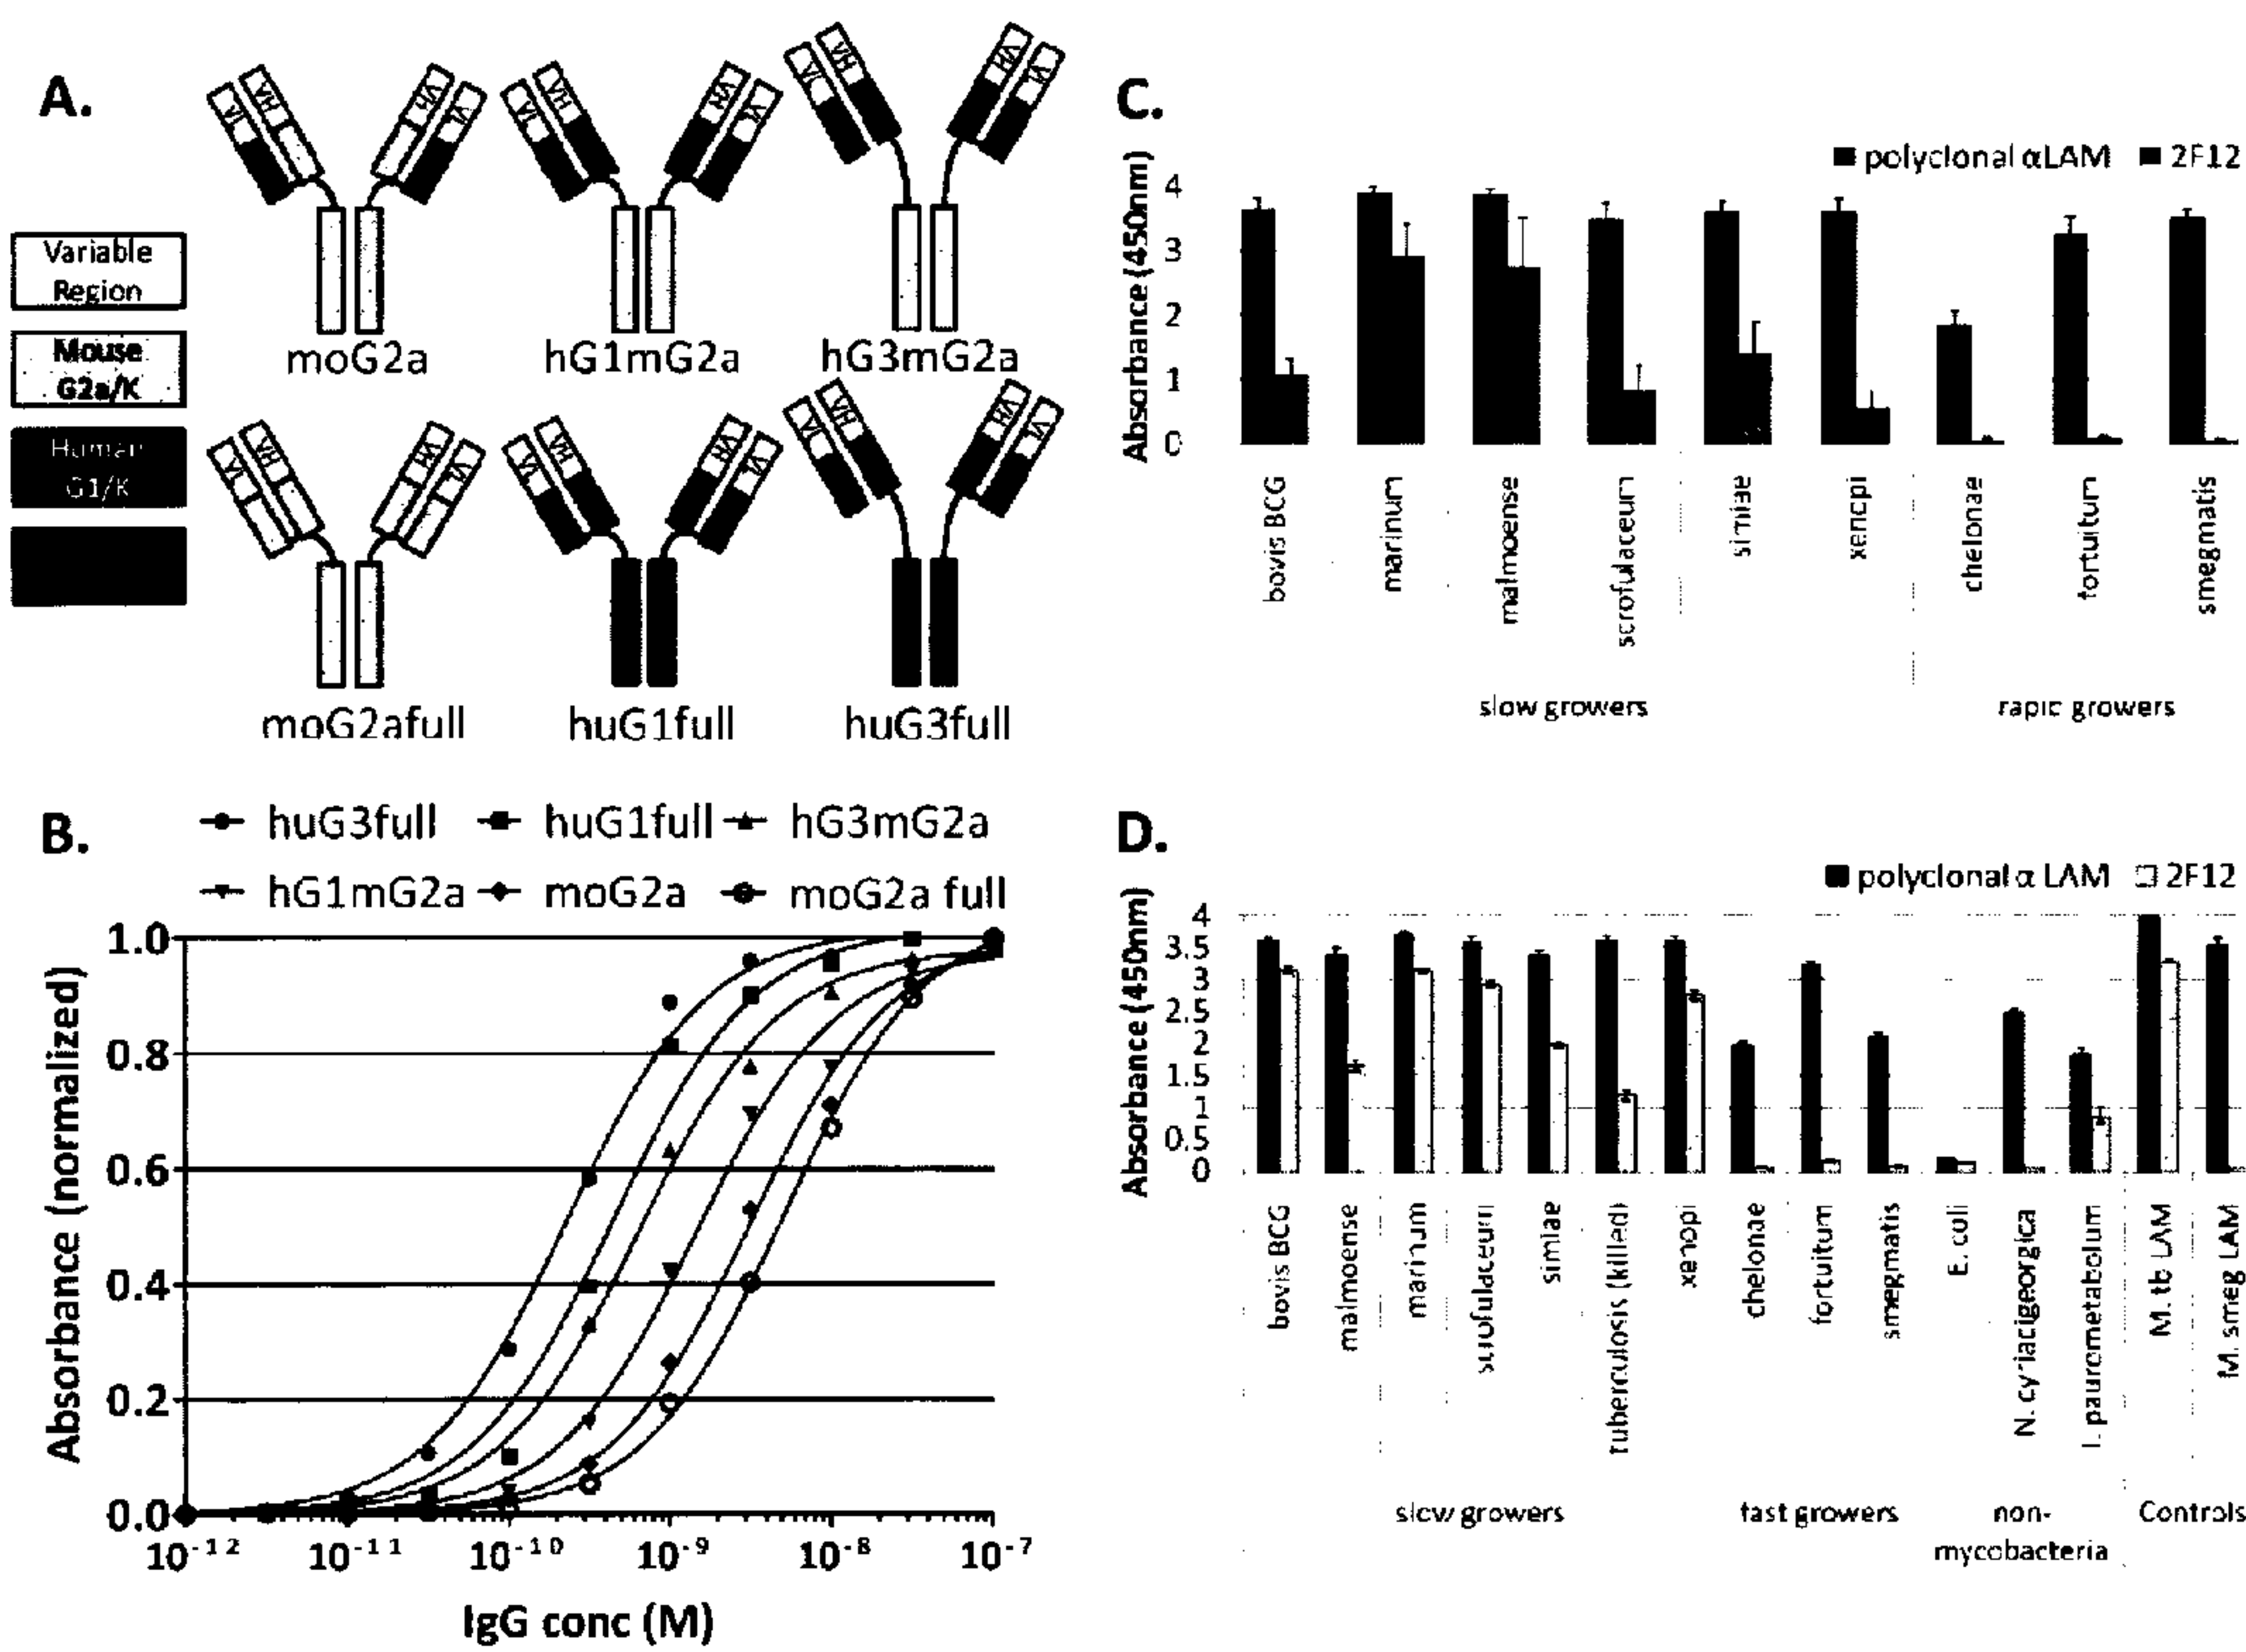 A.
Variable
Region
Mouse
G2a/K
Human
G1/K
moG2a
hG1mG2a
hG3mG2a
moG2afull
huG1full
huG3full
B.
huG3full
huG1full
hG3mG2a
hG1mG2a
moG2a
moG2a full
Absorbance (normalized)
1.0
0.8
0.6
0.4
0.2
0.0
10⁻¹²
10⁻¹¹
10⁻¹⁰
10⁻⁹
10⁻⁸
10⁻⁷
IgG conc (M)
C.
polyclonal αLAM
2F12
Absorbance (450nm)
4
3
2
1
0
bovis BCG
marinum
malmoense
scrofulaceum
simiae
xenopi
chelonae
fortuitum
smegmatis
slow growers
rapid growers
D.
polyclonal α LAM
2F12
Absorbance (450nm)
4
3.5
3
2.5
2
1.5
1
0.5
0
bovis BCG
malmoense
marinum
scrofulaceum
simiae
tuberculosis (killed)
xenopi
chelonae
fortuitum
smegmatis
E. coli
N. cyriacigeorgica
paurometabolum
M. tb LAM
M. smeg LAM
slow growers
fast growers
non-
mycobacteria
Controls